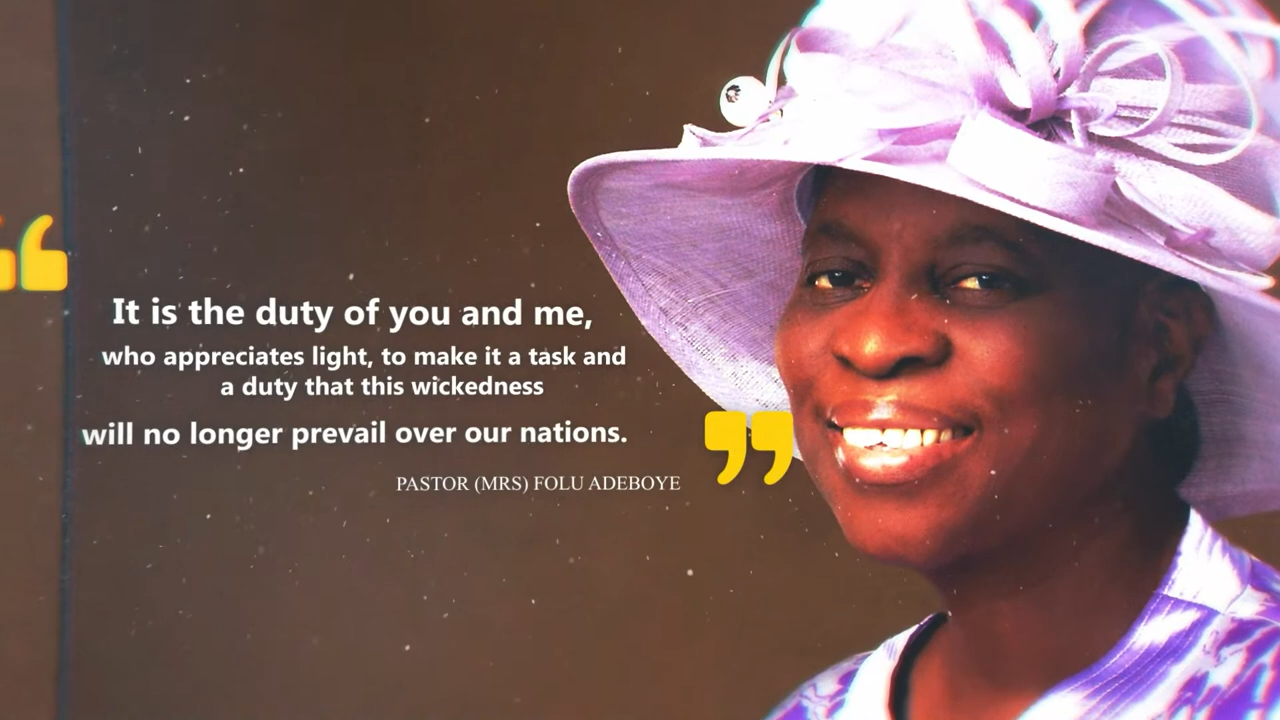 It is the duty of you and me,
who appreciates light, to make it a task and
a duty that this wickedness
will no longer prevail over our nations.
PASTOR (MRS) FOLU ADEBOYE